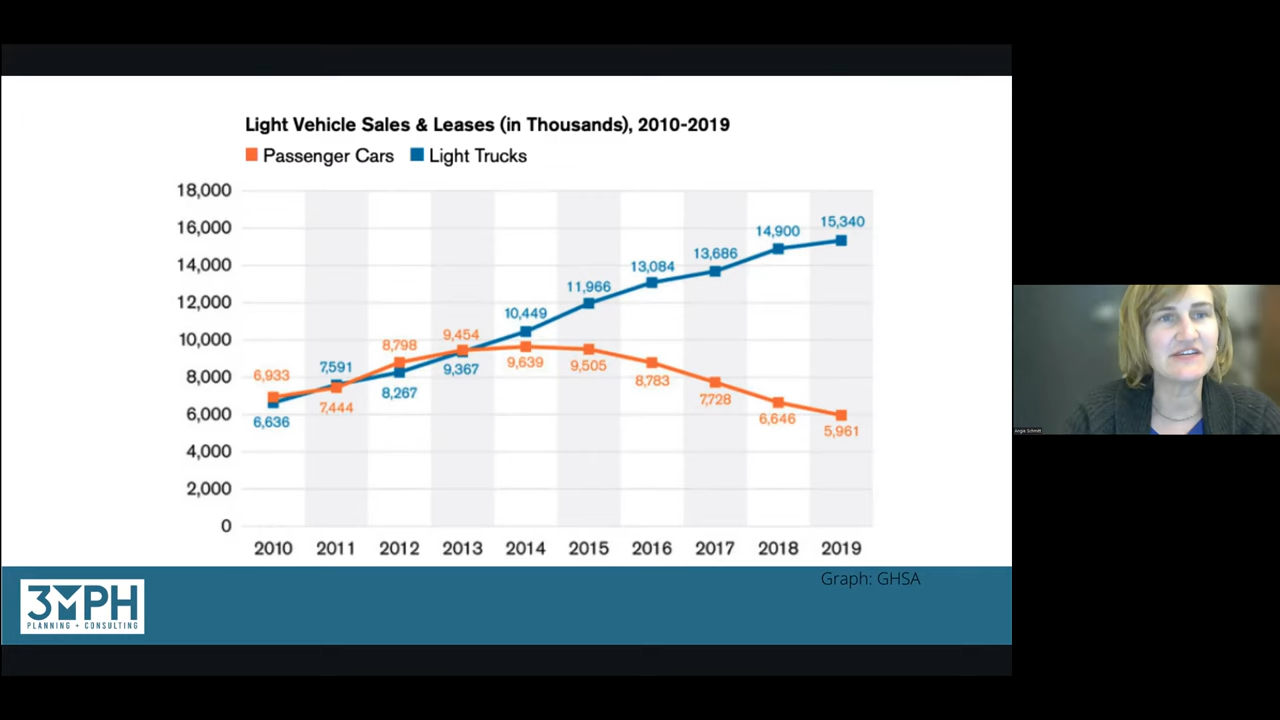 Light Vehicle Sales & Leases (in Thousands), 2010-2019
Passenger Cars Light Trucks
18,000
16,000
14,000
12,000
10,000
8,000
6,000
4,000
2,000
0
6,933 7,444 8,798 9,454 9,639 9,505 8,783 7,728 6,646 5,961
6,636 7,591 8,267 9,367 10,449 11,966 13,084 13,686 14,900 15,340
2010 2011 2012 2013 2014 2015 2016 2017 2018 2019
Graph: GHSA
3MPH
PLANNING + CONSULTING
Angie Schmitt